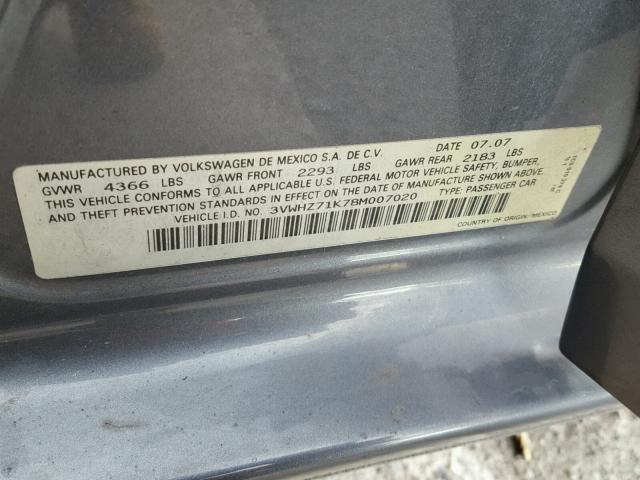 MANUFACTURED BY VOLKSWAGEN DE MEXICO S.A. DE C.V. DATE 07.07
GVWR 4366 LBS GAWR FRONT 2293 LBS GAWR REAR 2183 LBS
THIS VEHICLE CONFORMS TO ALL APPLICABLE U.S. FEDERAL MOTOR VEHICLE SAFETY, BUMPER,
AND THEFT PREVENTION STANDARDS IN EFFECT ON THE DATE OF MANUFACTURE SHOWN ABOVE.
VEHICLE I.D. NO. 3VWHZ71K78M007020 TYPE: PASSENGER CAR
COUNTRY OF ORIGIN: MEXICO